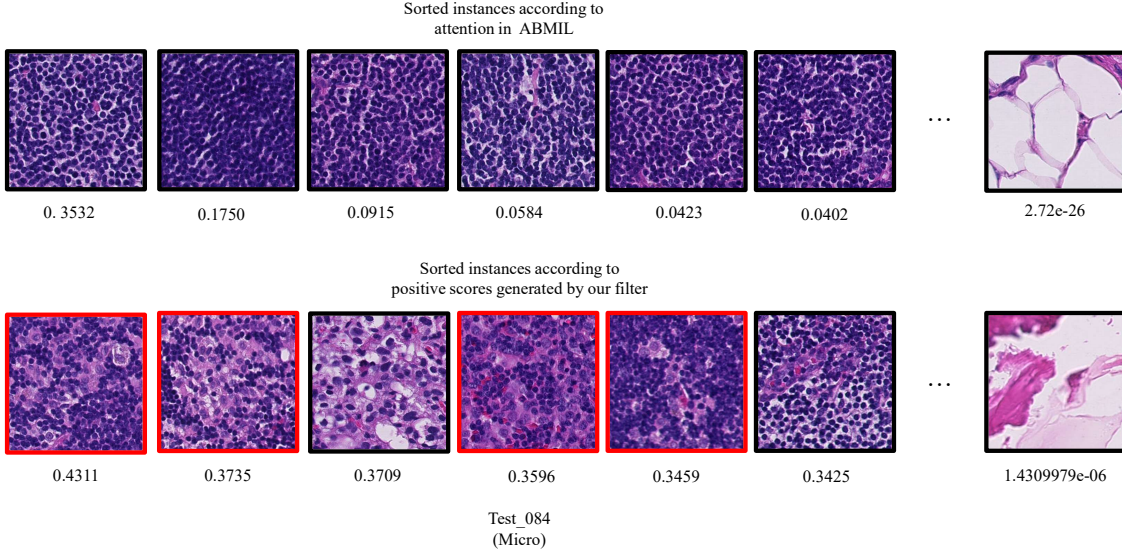 Sorted instances according to
attention in ABMIL
0. 3532 0.1750 0.0915 0.0584 0.0423 0.0402 ... 2.72e-26
Sorted instances according to
positive scores generated by our filter
0.4311 0.3735 0.3709 0.3596 0.3459 0.3425 ... 1.4309979e-06
Test_084
(Micro)